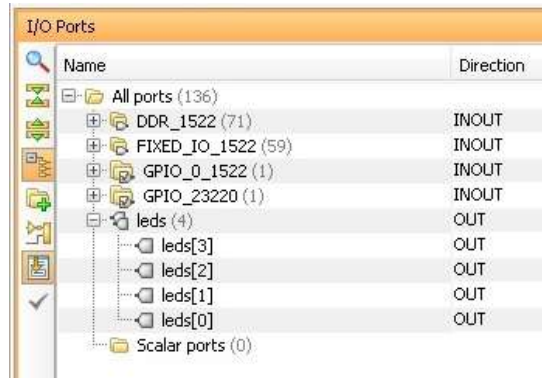 I/O Ports
Name Direction
All ports (136)
DDR_1522 (71) INOUT
FIXED_IO_1522 (59) INOUT
GPIO_0_1522 (1) INOUT
GPIO_23220 (1) INOUT
leds (4) OUT
leds[3] OUT
leds[2] OUT
leds[1] OUT
leds[0] OUT
Scalar ports (0)